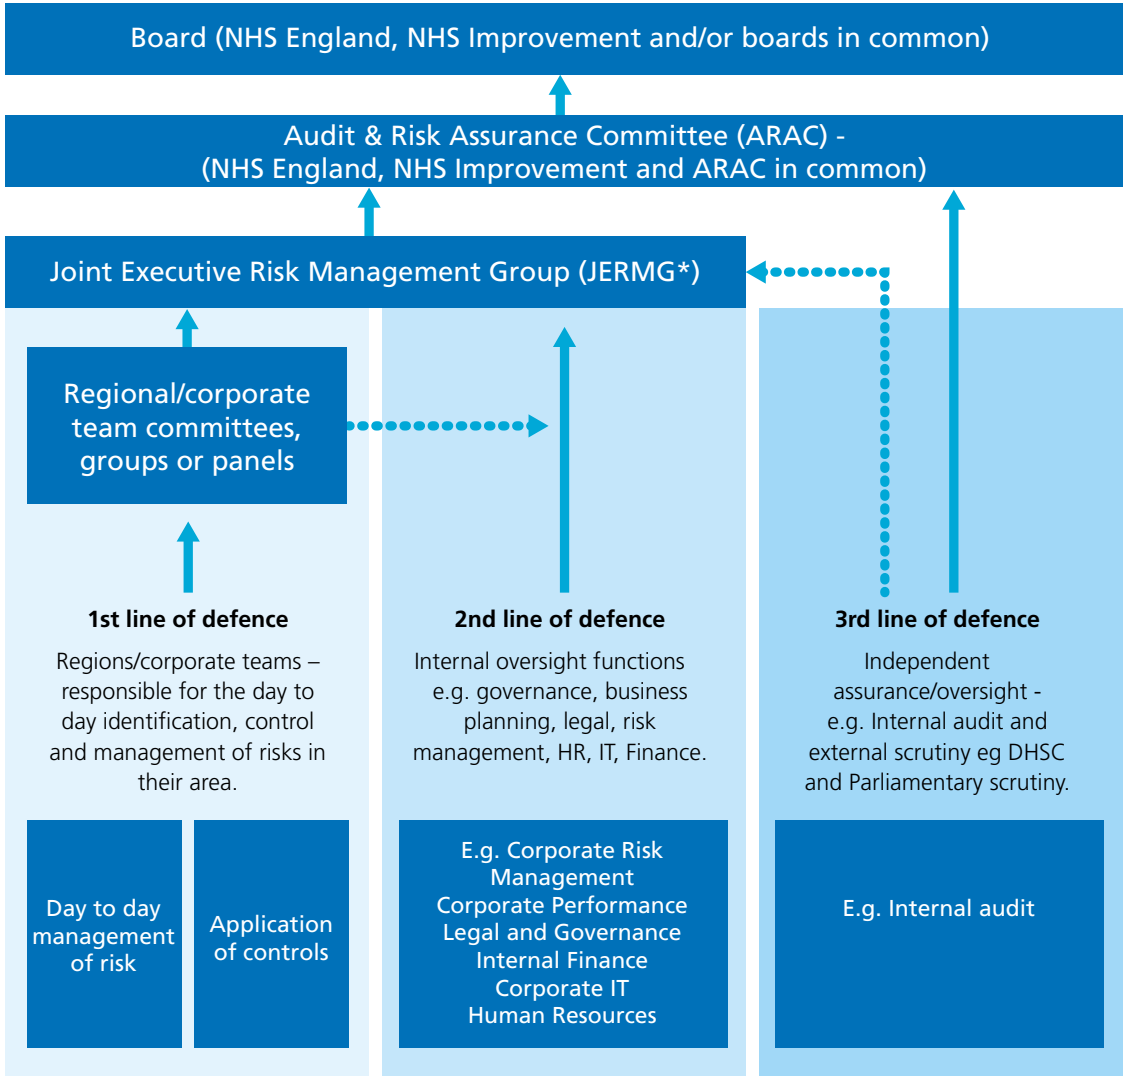 Board (NHS England, NHS Improvement and/or boards in common)
Audit & Risk Assurance Committee (ARAC) -
(NHS England, NHS Improvement and ARAC in common)
Joint Executive Risk Management Group (JERMG*)
Regional/corporate
team committees,
groups or panels
1st line of defence
Regions/corporate teams –
responsible for the day to
day identification, control
and management of risks in
their area.
Day to day
management
of risk
Application
of controls
2nd line of defence
Internal oversight functions
e.g. governance, business
planning, legal, risk
management, HR, IT, Finance.
E.g. Corporate Risk
Management
Corporate Performance
Legal and Governance
Internal Finance
Corporate IT
Human Resources
3rd line of defence
Independent
assurance/oversight -
e.g. Internal audit and
external scrutiny eg DHSC
and Parliamentary scrutiny.
E.g. Internal audit